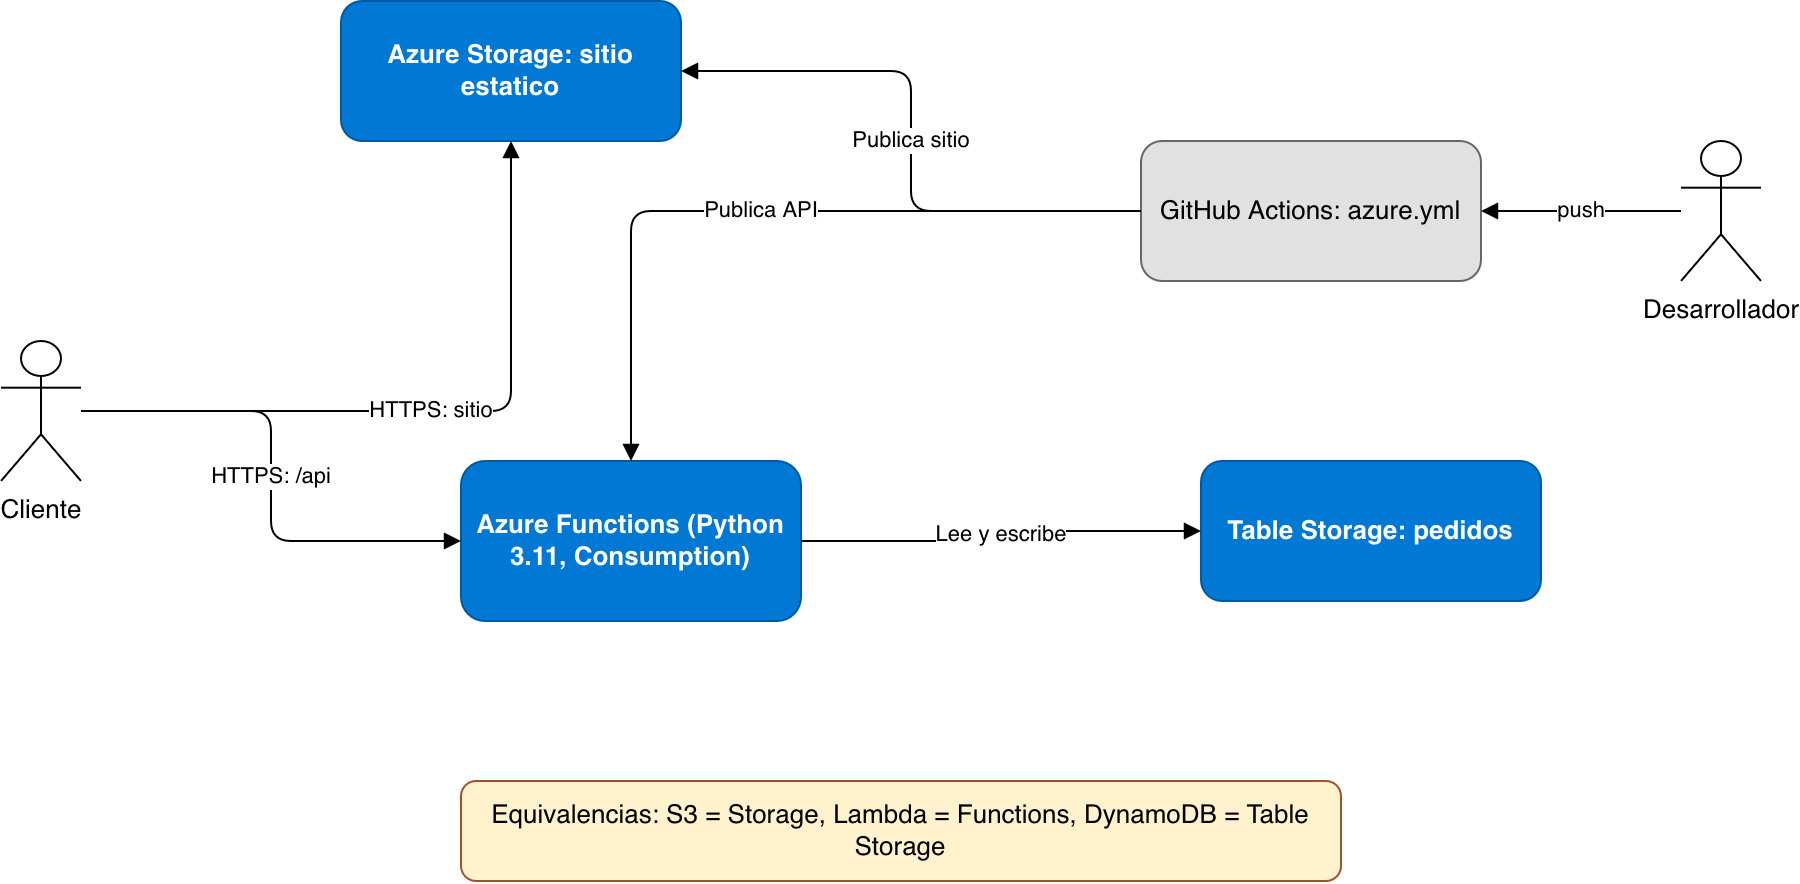 Azure Storage: sitio
estatico
Publica sitio
Publica API
GitHub Actions: azure.yml
push
Desarrollador
HTTPS: sitio
HTTPS: /api
Cliente
Azure Functions (Python
3.11, Consumption)
Lee y escribe
Table Storage: pedidos
Equivalencias: S3 = Storage, Lambda = Functions, DynamoDB = Table
Storage